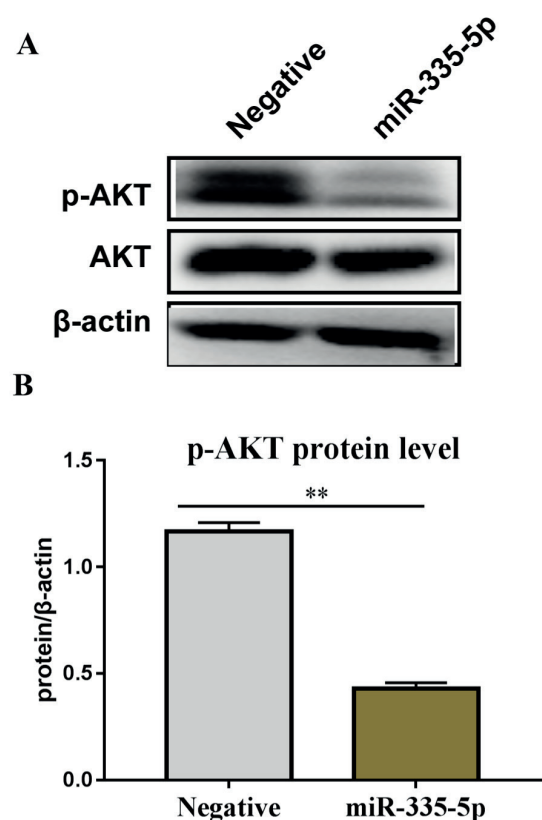 A
Negative
miR-335-5p
p-AKT
AKT
β-actin
B
p-AKT protein level
**
protein/β-actin
1.5
1.0
0.5
0.0
Negative
miR-335-5p